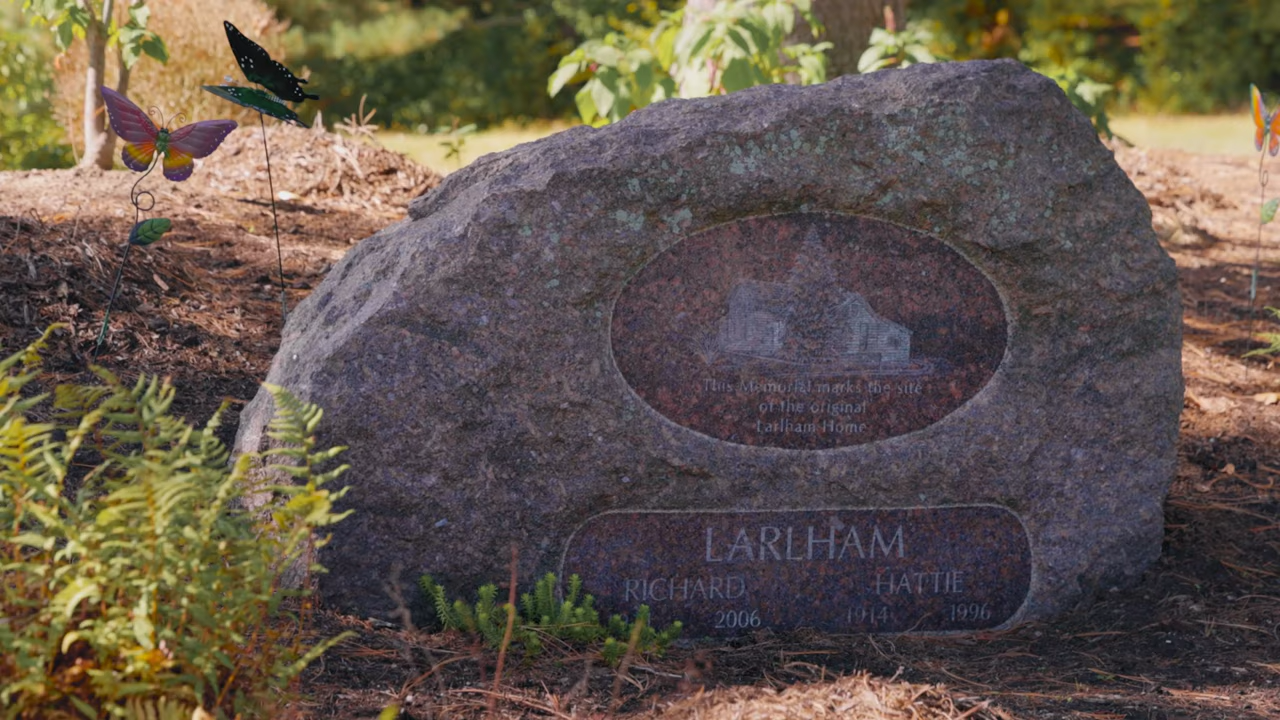 This Memorial marks the site
of the original
Larlham Home
LARLHAM
RICHARD HATTIE
2006 1914 1996